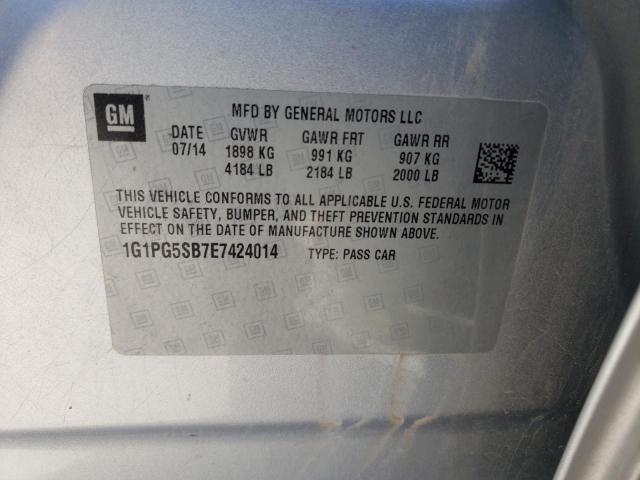 GM MFD BY GENERAL MOTORS LLC
DATE GVWR GAWR FRT GAWR RR
07/14 1898 KG 991 KG 907 KG
4184 LB 2184 LB 2000 LB
THIS VEHICLE CONFORMS TO ALL APPLICABLE U.S. FEDERAL MOTOR
VEHICLE SAFETY, BUMPER, AND THEFT PREVENTION STANDARDS IN
EFFECT ON THE DATE OF MANUFACTURE SHOWN ABOVE.
1G1PG5SB7E7424014 TYPE: PASS CAR